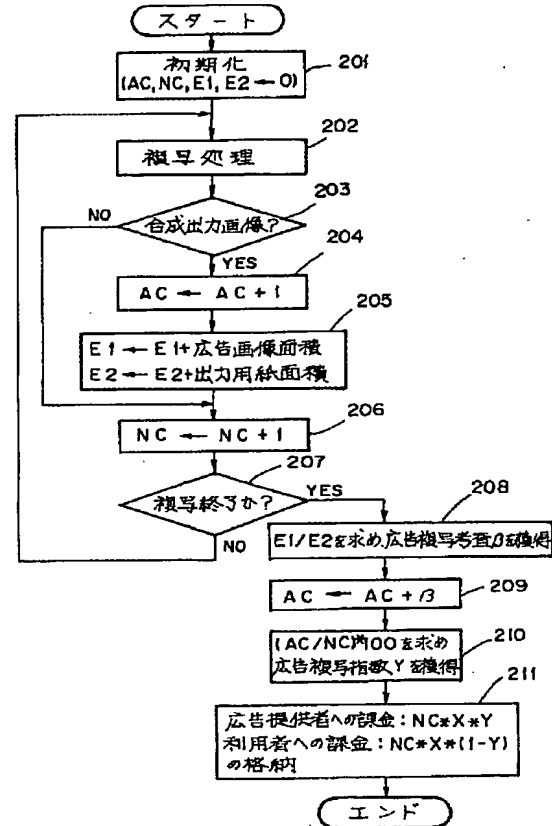 スタート
初期化
(AC, NC, E1, E2 ← 0)
201
複写処理
202
合成出力画像?
203
NO
YES
AC ← AC + 1
204
E1 ← E1+広告画像面積
E2 ← E2+出力用紙面積
205
NC ← NC + 1
206
複写終了か?
207
YES
NO
E1/E2を求め、広告複写考査βを獲得
208
AC ← AC + β
209
(AC/NC)*100を求め
広告複写指数Yを獲得
210
広告提供者への課金:NC*X*Y
利用者への課金:NC*X*(1-Y)
の格納
211
エンド